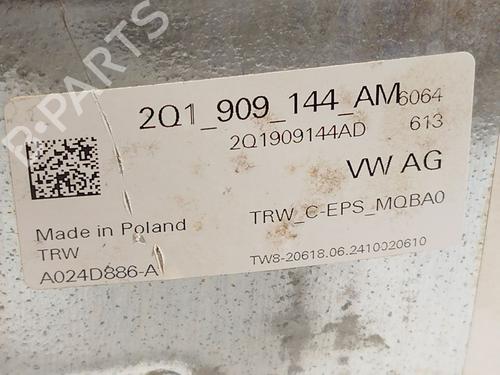 B-PARTS
2Q1_909_144_AM 6064
2Q1909144AD 613
VW AG
Made in Poland
TRW TRW_C-EPS_MQBA0
A024D886-A TW8-20618.06.2410020610